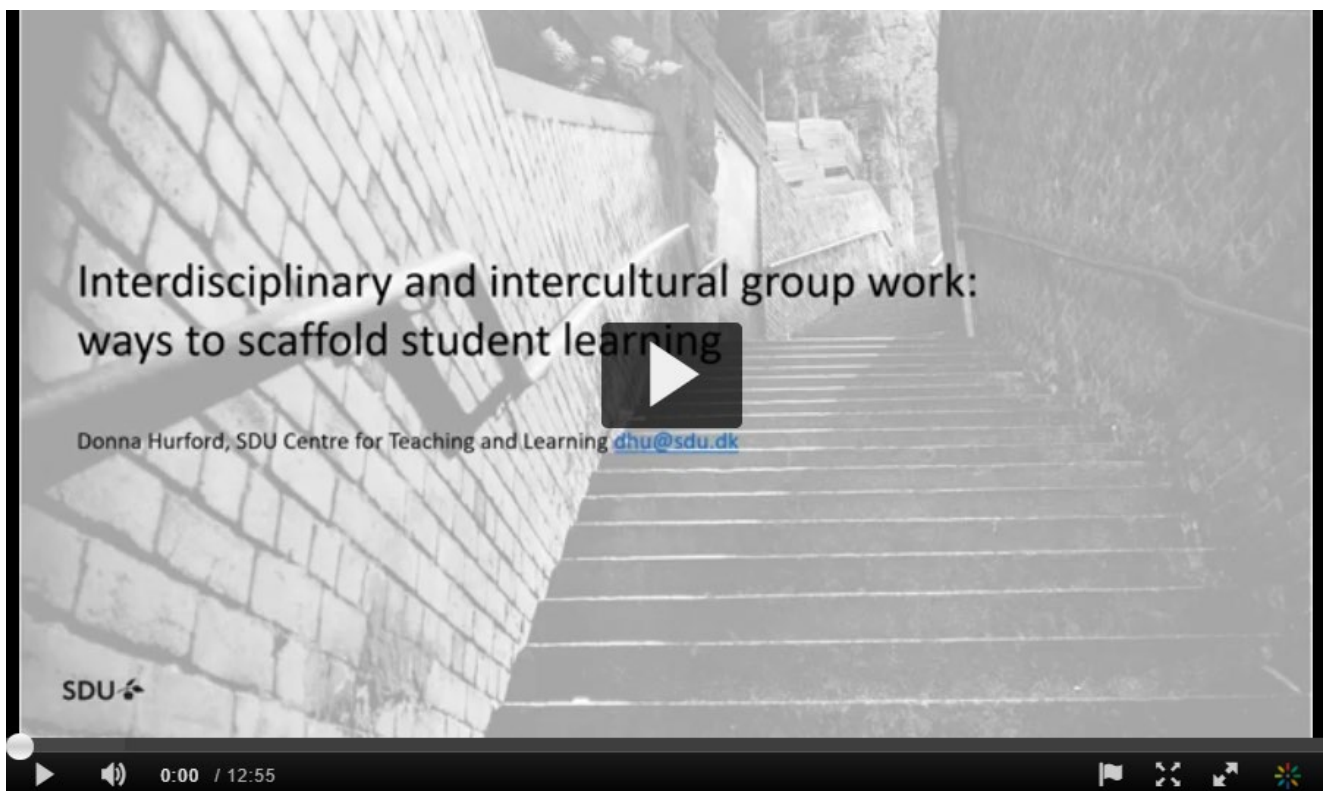 Interdisciplinary and intercultural group work:
ways to scaffold student learning
Donna Hurford, SDU Centre for Teaching and Learning dhu@sdu.dk
SDU
0:00 / 12:55